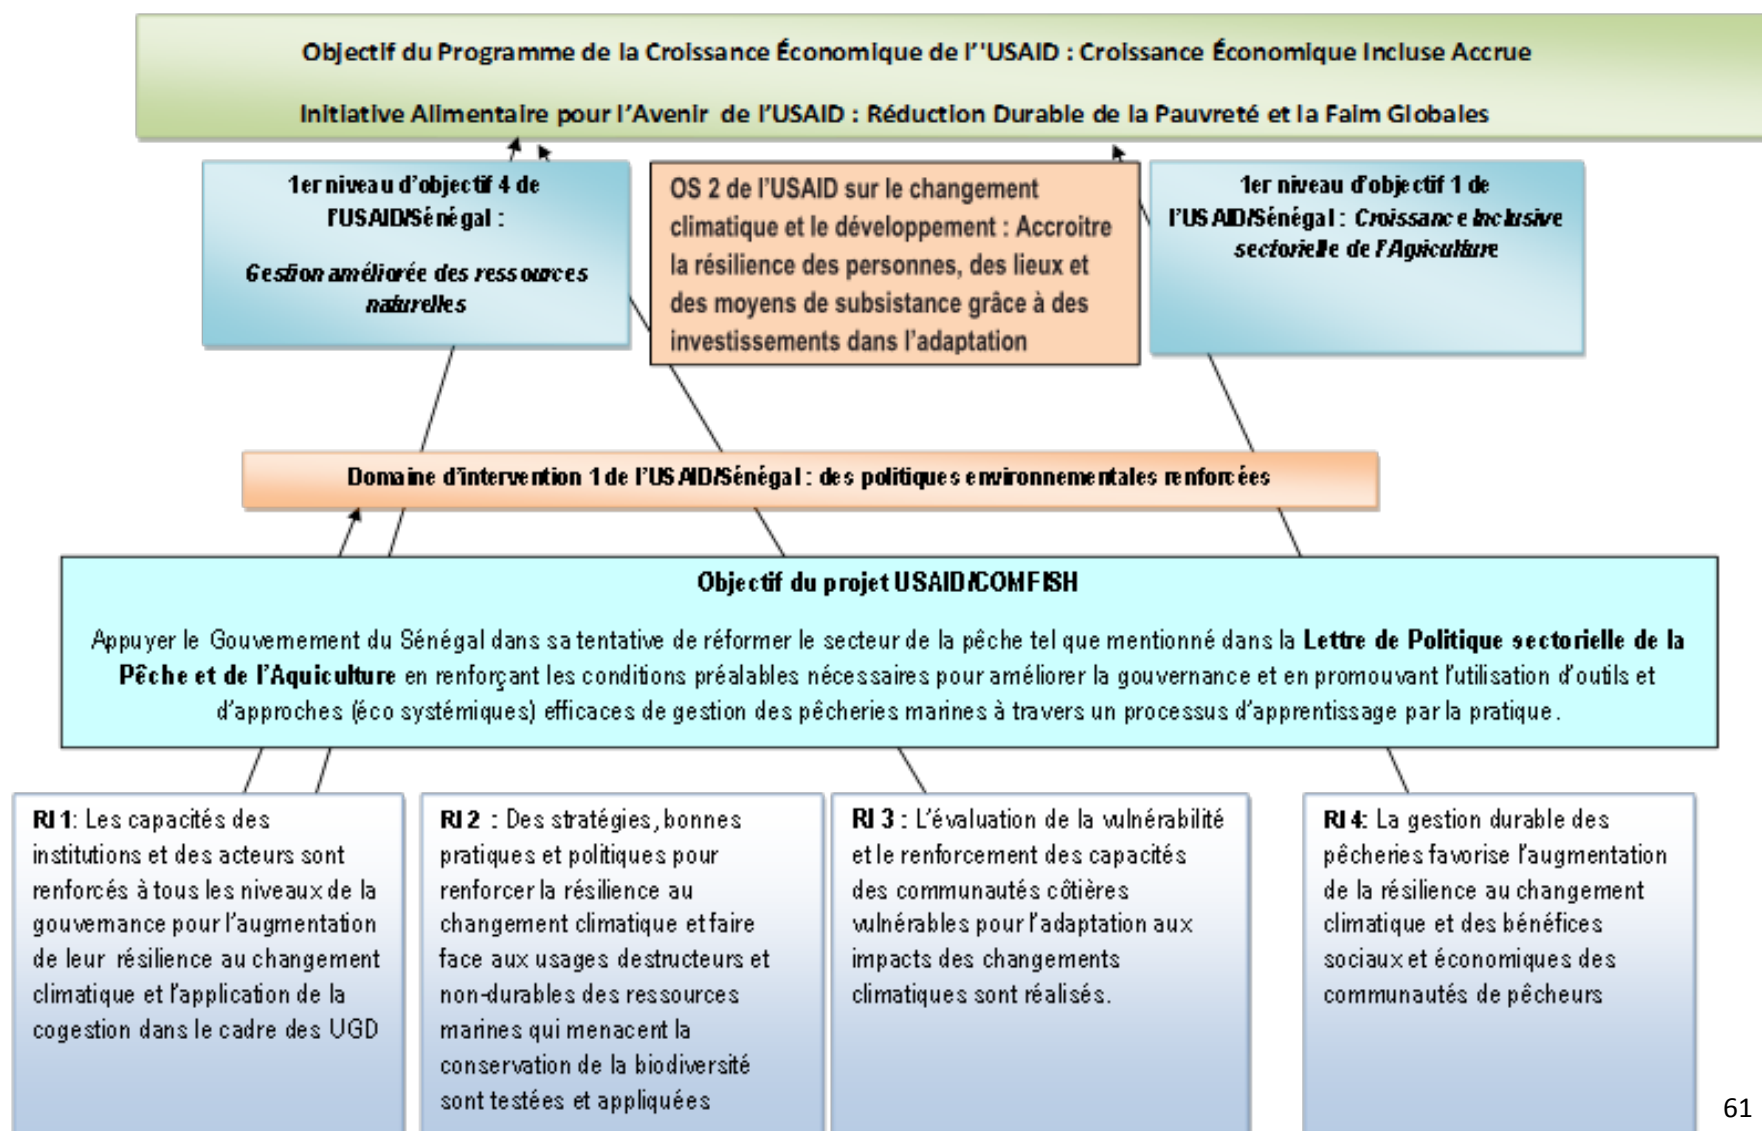 Objectif du Programme de la Croissance Économique de l''USAID : Croissance Économique Incluse Accrue
Initiative Alimentaire pour l'Avenir de l'USAID : Réduction Durable de la Pauvreté et la Faim Globales
1er niveau d'objectif 4 de
l'USAID/Sénégal :
Gestion améliorée des ressources
naturelles
OS 2 de l'USAID sur le changement
climatique et le développement : Accroitre
la résilience des personnes, des lieux et
des moyens de subsistance grâce à des
investissements dans l'adaptation
1er niveau d'objectif 1 de
l'USAID/Sénégal : Croissance Inclusive
sectorielle de l'Agriculture
Domaine d'intervention 1 de l'USAID/Sénégal : des politiques environnementales renforcées
Objectif du projet USAID/COMFISH
Appuyer le Gouvernement du Sénégal dans sa tentative de réformer le secteur de la pêche tel que mentionné dans la Lettre de Politique sectorielle de la
Pêche et de l'Aquiculture en renforçant les conditions préalables nécessaires pour améliorer la gouvernance et en promouvant l'utilisation d'outils et
d'approches (éco systémiques) efficaces de gestion des pêcheries marines à travers un processus d'apprentissage par la pratique.
RI 1: Les capacités des
institutions et des acteurs sont
renforcés à tous les niveaux de la
gouvernance pour l'augmentation
de leur résilience au changement
climatique et l'application de la
cogestion dans le cadre des UGD
RI 2 : Des stratégies, bonnes
pratiques et politiques pour
renforcer la résilience au
changement climatique et faire
face aux usages destructeurs et
non-durables des ressources
marines qui menacent la
conservation de la biodiversité
sont testées et appliquées
RI 3 : L'évaluation de la vulnérabilité
et le renforcement des capacités
des communautés côtières
vulnérables pour l'adaptation aux
impacts des changements
climatiques sont réalisés.
RI 4: La gestion durable des
pêcheries favorise l'augmentation
de la résilience au changement
climatique et des bénéfices
sociaux et économiques des
communautés de pêcheurs
61